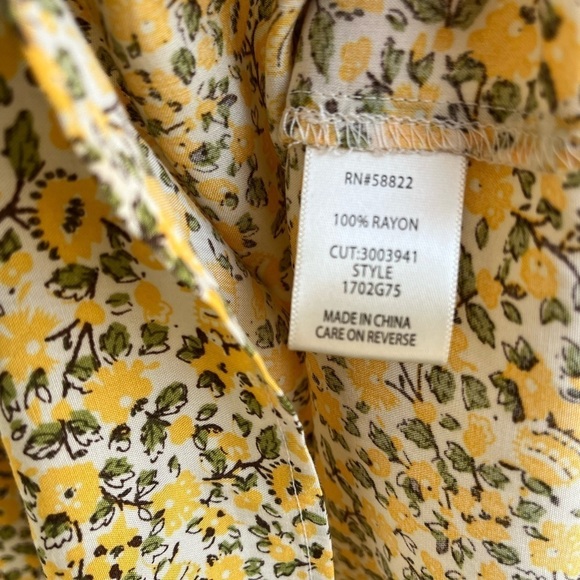 RN#58822
100% RAYON
CUT:3003941
STYLE
1702G75
MADE IN CHINA
CARE ON REVERSE